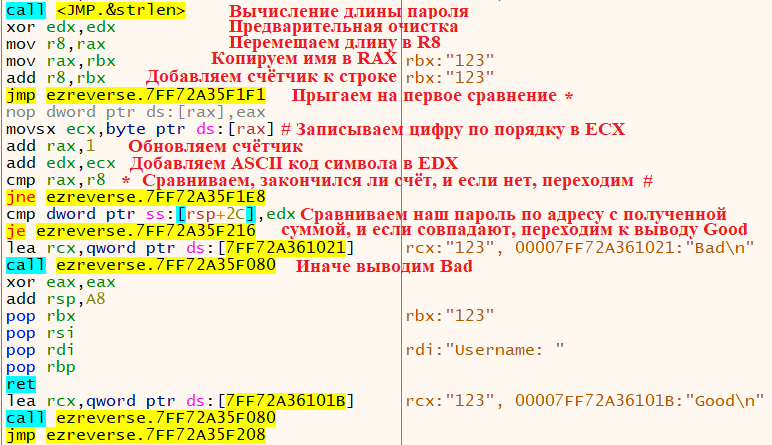 call <JMP.&strlen> Вычисление длины пароля
xor edx,edx Предварительная очистка
mov r8,rax Перемещаем длину в R8
mov rax,rbx Копируем имя в RAX rbx:"123"
add r8,rbx Добавляем счётчик к строке rbx:"123"
jmp ezreverse.7FF72A35F1F1 Прыгаем на первое сравнение *
nop dword ptr ds:[rax],eax
movsx ecx,byte ptr ds:[rax] # Записываем цифру по порядку в ECX
add rax,1 Обновляем счётчик
add edx,ecx Добавляем ASCII код символа в EDX
cmp rax,r8 * Сравниваем, закончился ли счёт, и если нет, переходим #
jne ezreverse.7FF72A35F1E8
cmp dword ptr ss:[rsp+2C],edx Сравниваем наш пароль по адресу с полученной
je ezreverse.7FF72A35F216 суммой, и если совпадают, переходим к выводу Good
lea rcx,qword ptr ds:[7FF72A361021] rcx:"123", 00007FF72A361021:"Bad\n"
call ezreverse.7FF72A35F080 Иначе выводим Bad
xor eax,eax
add rsp,A8
pop rbx rbx:"123"
pop rsi
pop rdi rdi:"Username: "
pop rbp
ret
lea rcx,qword ptr ds:[7FF72A36101B] rcx:"123", 00007FF72A36101B:"Good\n"
call ezreverse.7FF72A35F080
jmp ezreverse.7FF72A35F208